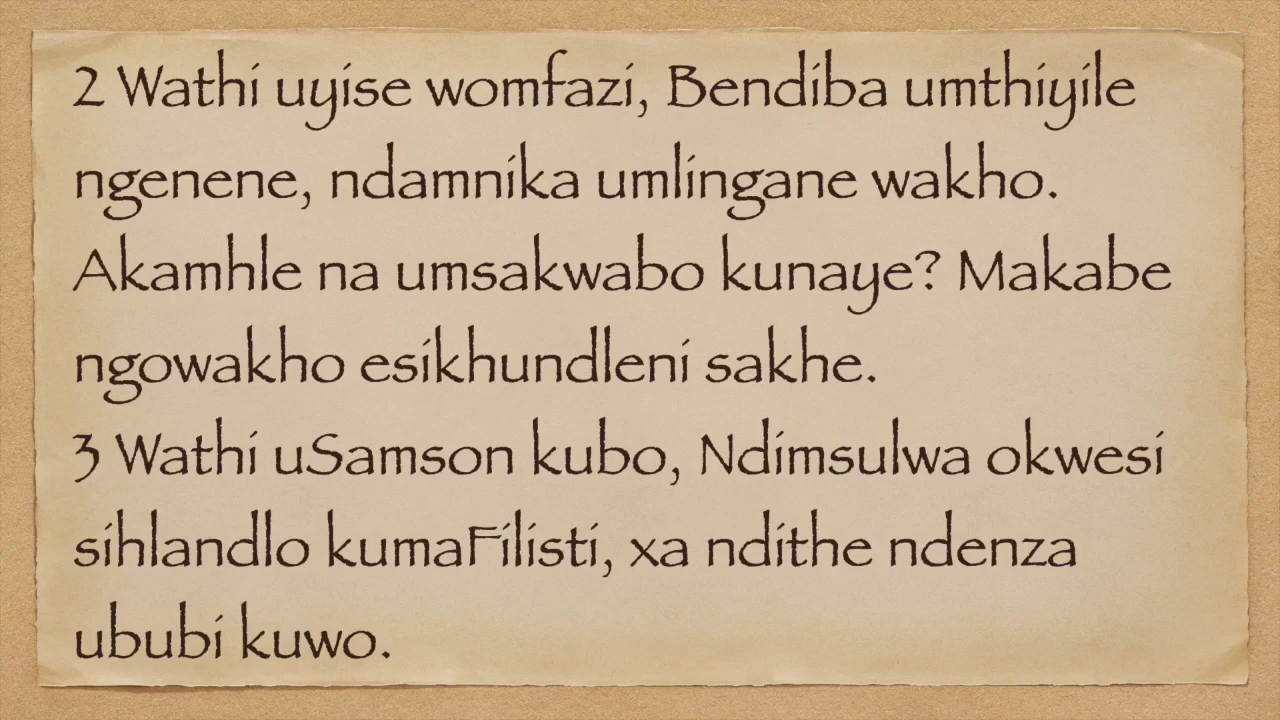 2 Wathi uyise womfazi, Bendiba umthiyile
ngenene, ndamnika umlingane wakho.
Akamhle na umsakwabo kunaye? Makabe
ngowakho esikhundleni sakhe.
3 Wathi uSamson kubo, Ndimsulwa okwesi
sihlandlo kumaFilisti, xa ndithe ndenza
ububi kuwo.